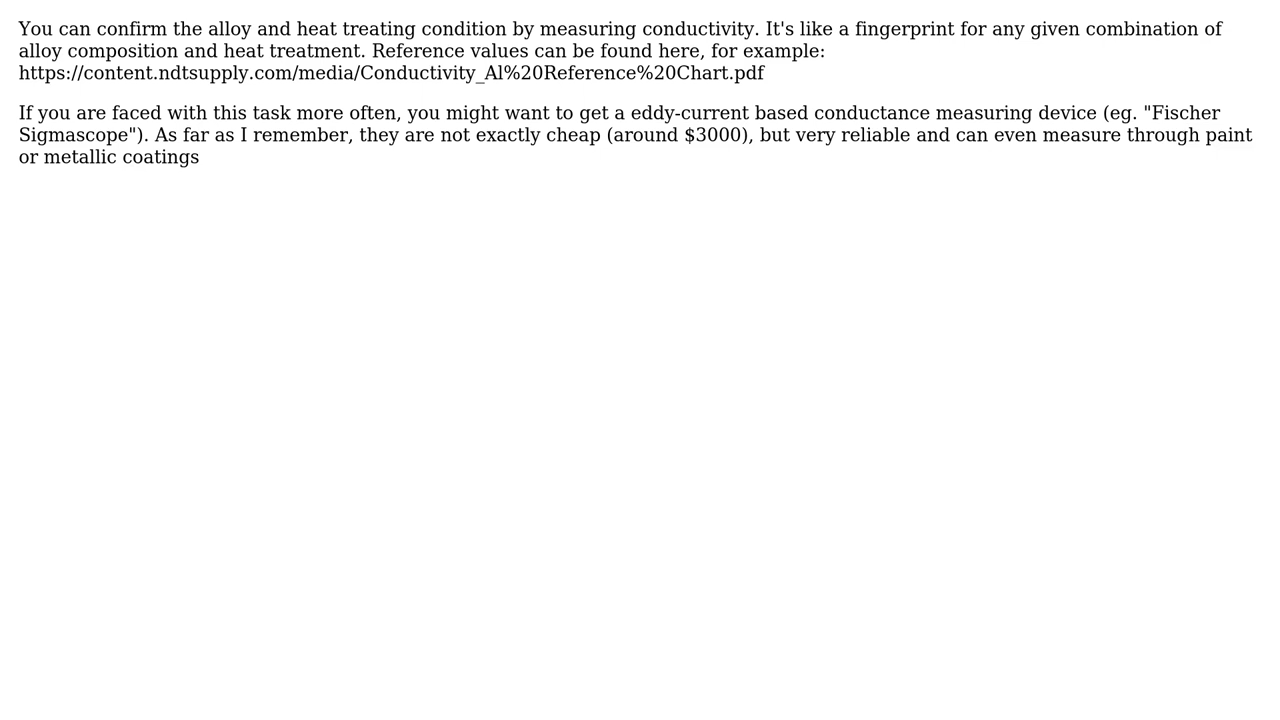 You can confirm the alloy and heat treating condition by measuring conductivity. It's like a fingerprint for any given combination of
alloy composition and heat treatment. Reference values can be found here, for example:
https://content.ndtsupply.com/media/Conductivity_Al%20Reference%20Chart.pdf
If you are faced with this task more often, you might want to get a eddy-current based conductance measuring device (eg. "Fischer
Sigmascope"). As far as I remember, they are not exactly cheap (around $3000), but very reliable and can even measure through paint
or metallic coatings